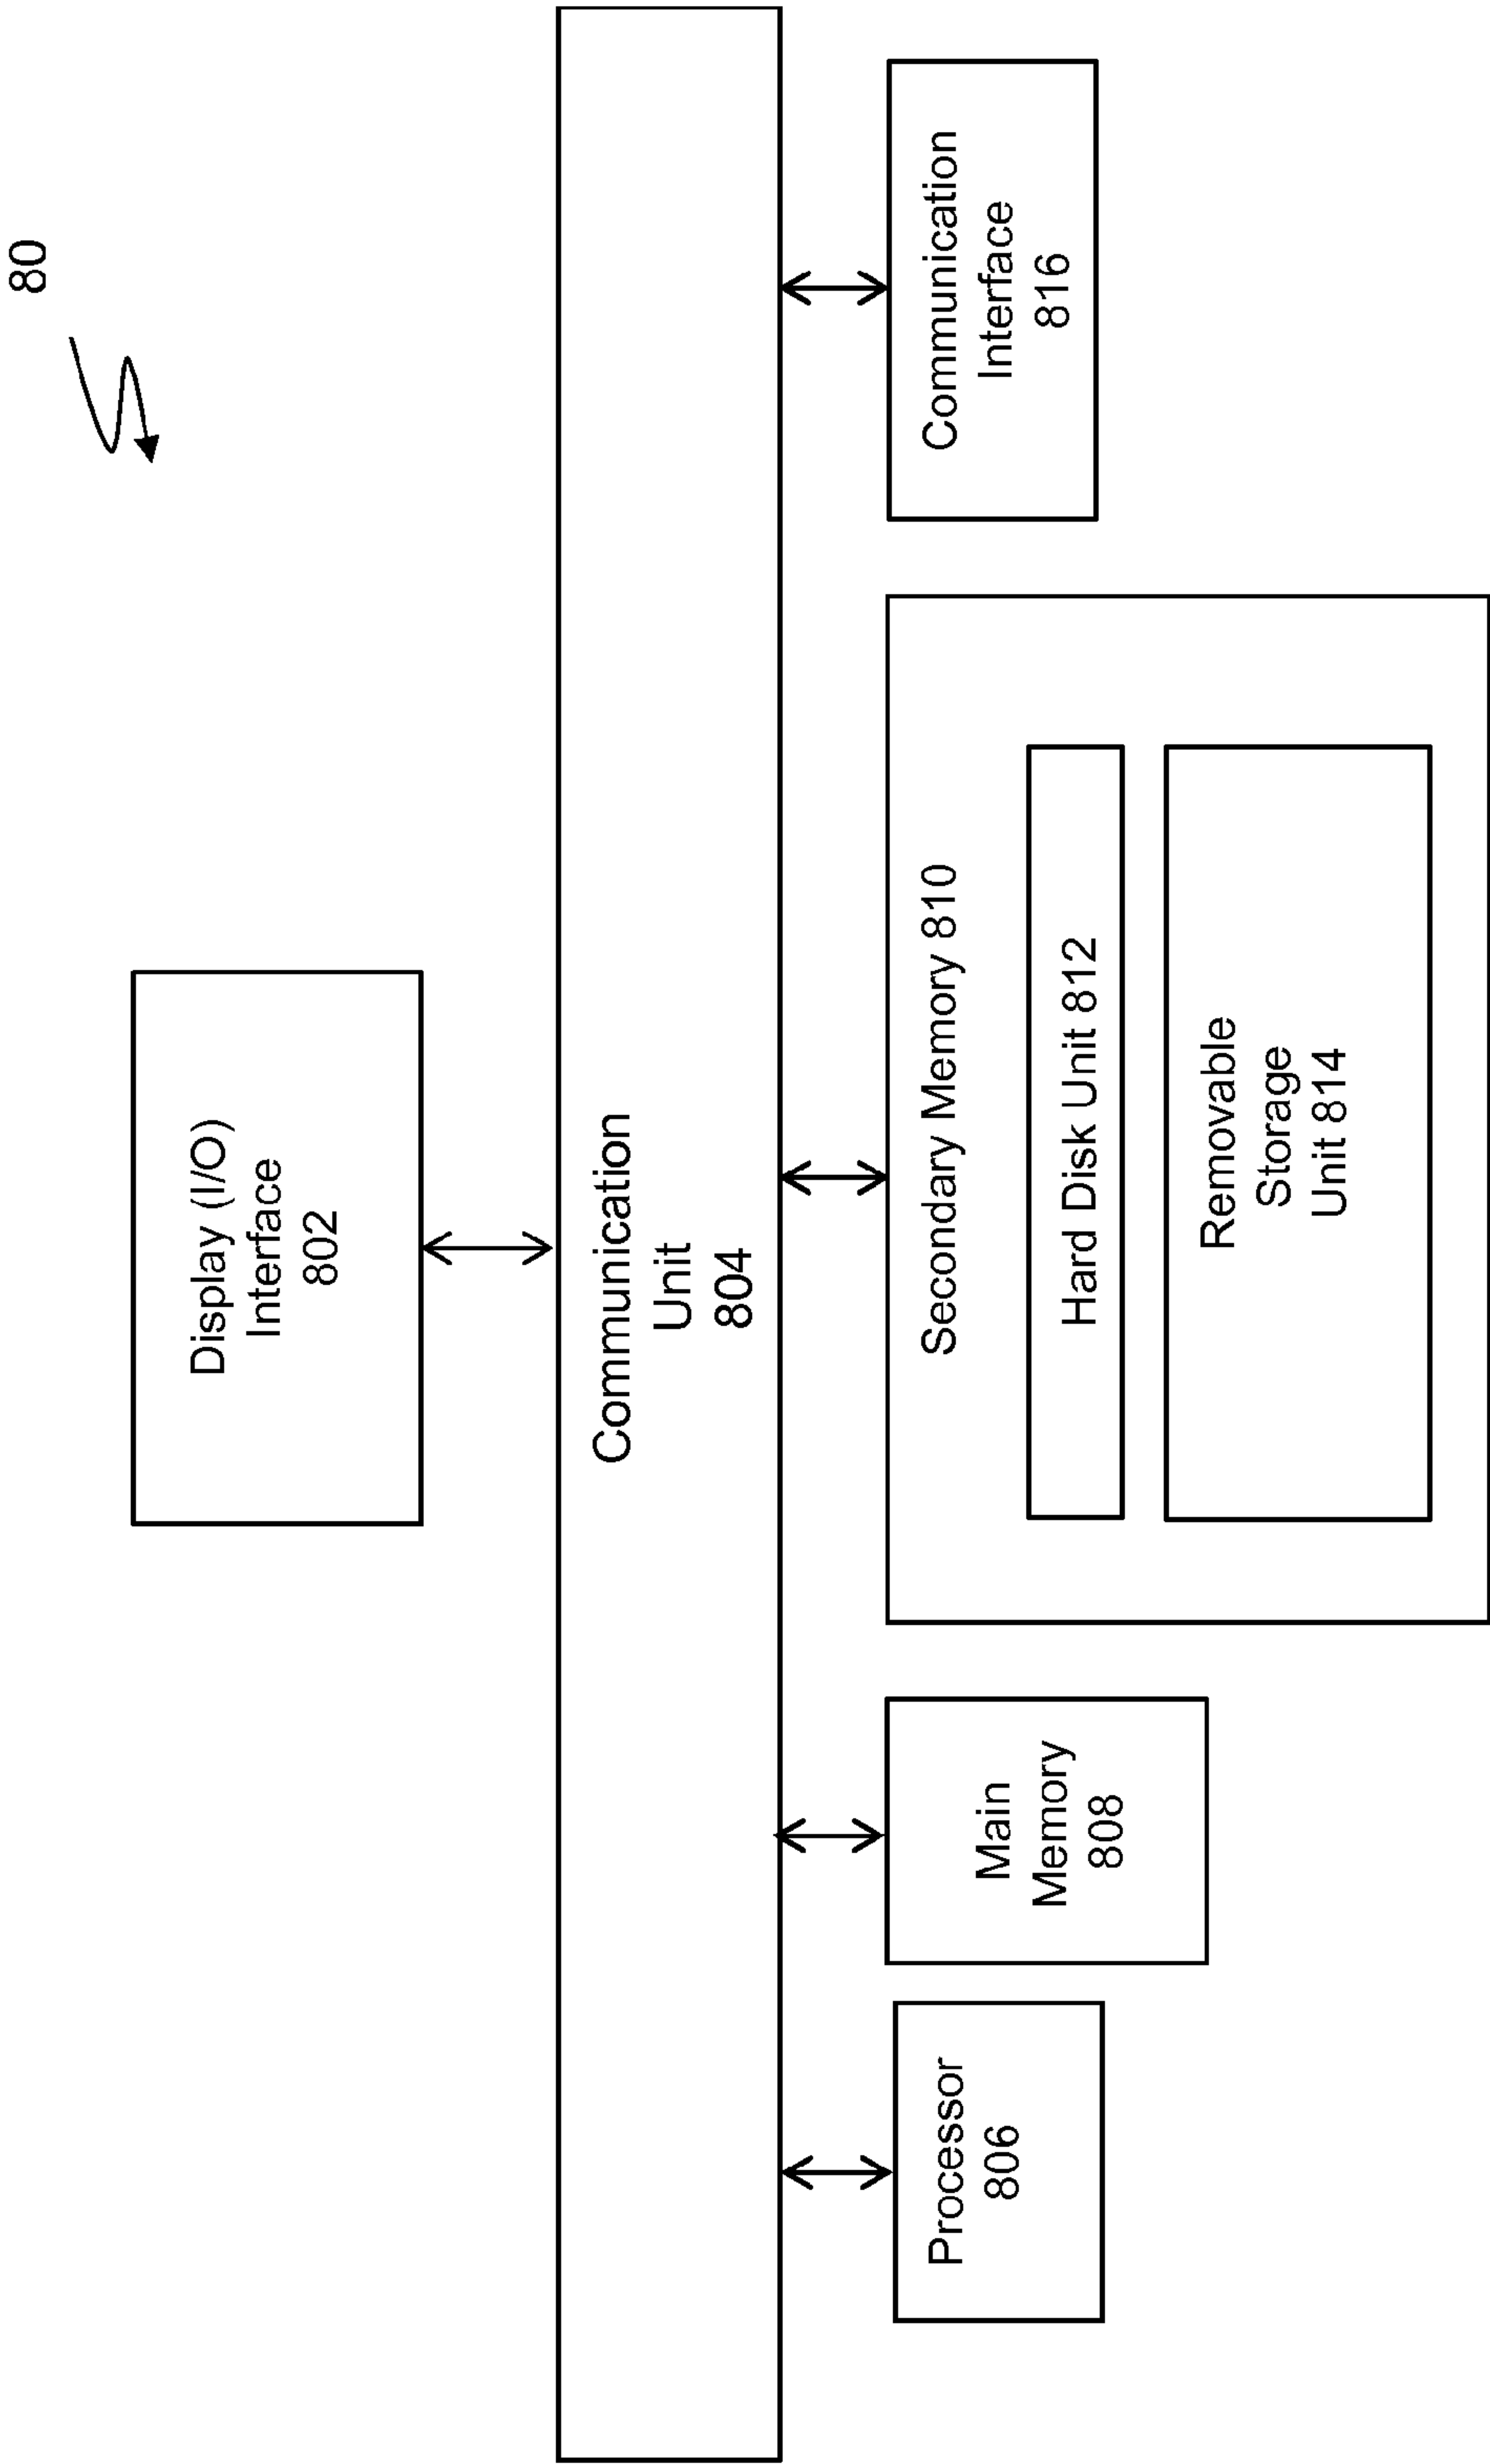 80
Display (I/O)
Interface
802
Communication
Unit
804
Processor
806
Main
Memory
808
Secondary Memory 810
Hard Disk Unit 812
Removable
Storage
Unit 814
Communication
Interface
816